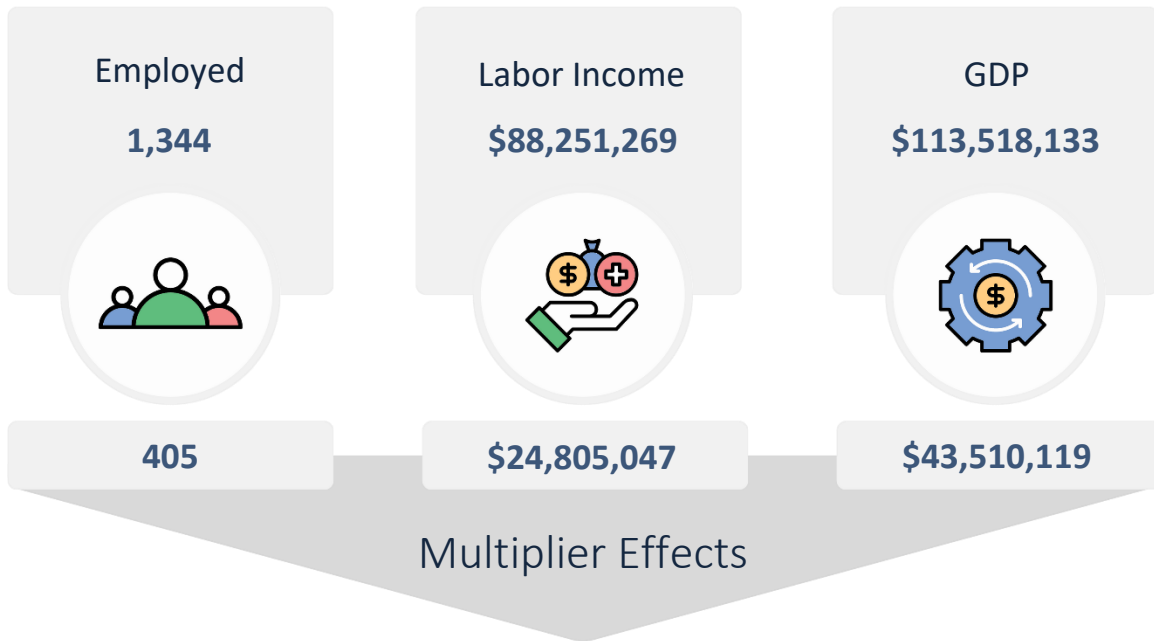 Employed
1,344
Labor Income
$88,251,269
GDP
$113,518,133
$
$
405
$24,805,047
$43,510,119
Multiplier Effects